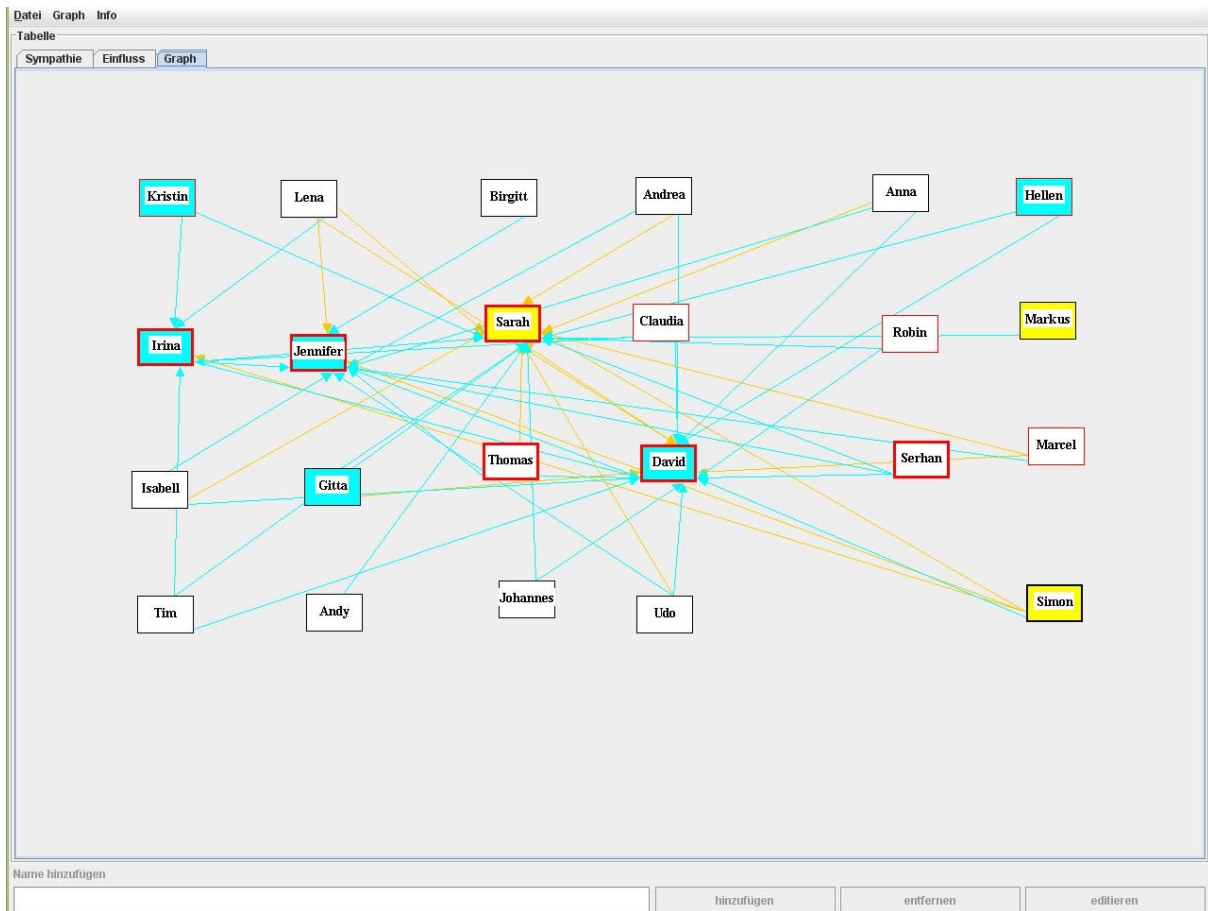 Datei Graph Info
Tabelle
Sympathie Einfluss Graph
Kristin Lena Birgitt Andrea Anna Hellen
Irina Jennifer Sarah Claudia Robin Markus
Isabell Gitta Thomas David Serhan Marcel
Tim Andy Johannes Udo Simon
Name hinzufügen
hinzufügen entfernen editieren